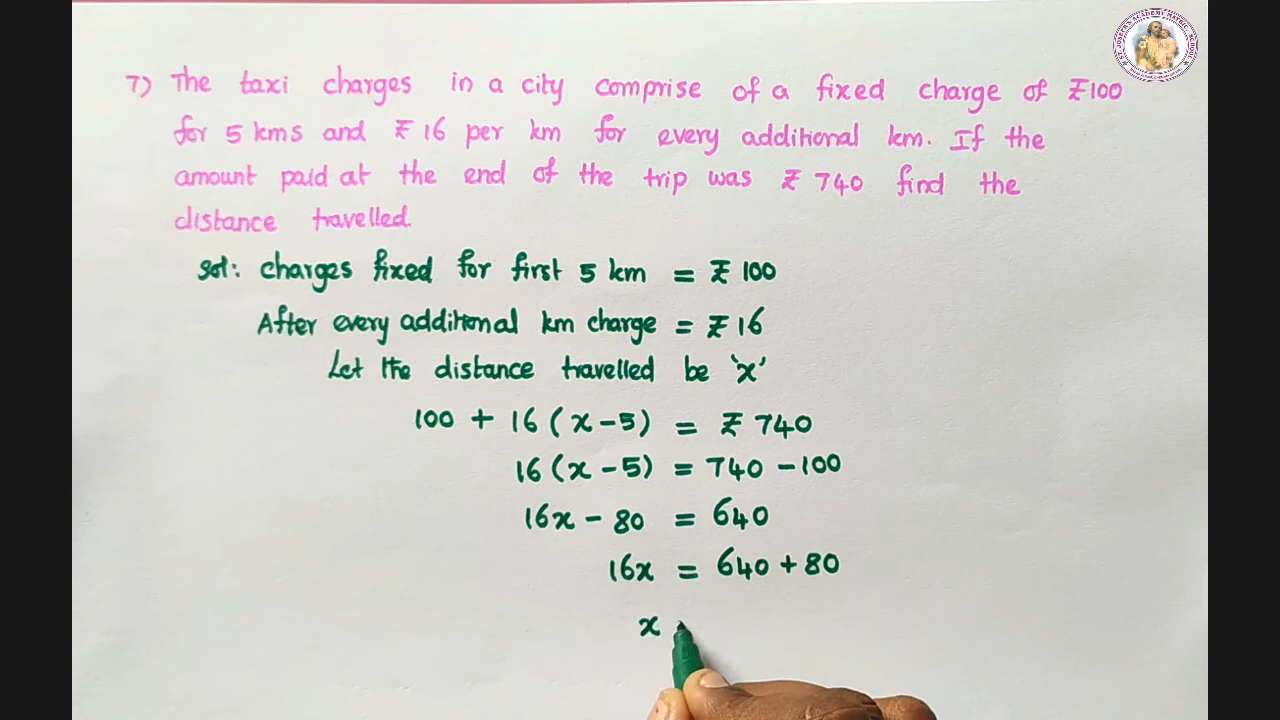 7) The taxi charges in a city comprise of a fixed charge of ₹100
for 5 kms and ₹ 16 per km for every additional km. If the
amount paid at the end of the trip was ₹ 740 find the
distance travelled.
sol: charges fixed for first 5 km = ₹ 100
After every additional km charge = ₹ 16
Let the distance travelled be 'x'
100 + 16 (x - 5) = ₹ 740
16 (x - 5) = 740 - 100
16x - 80 = 640
16x = 640 + 80
x